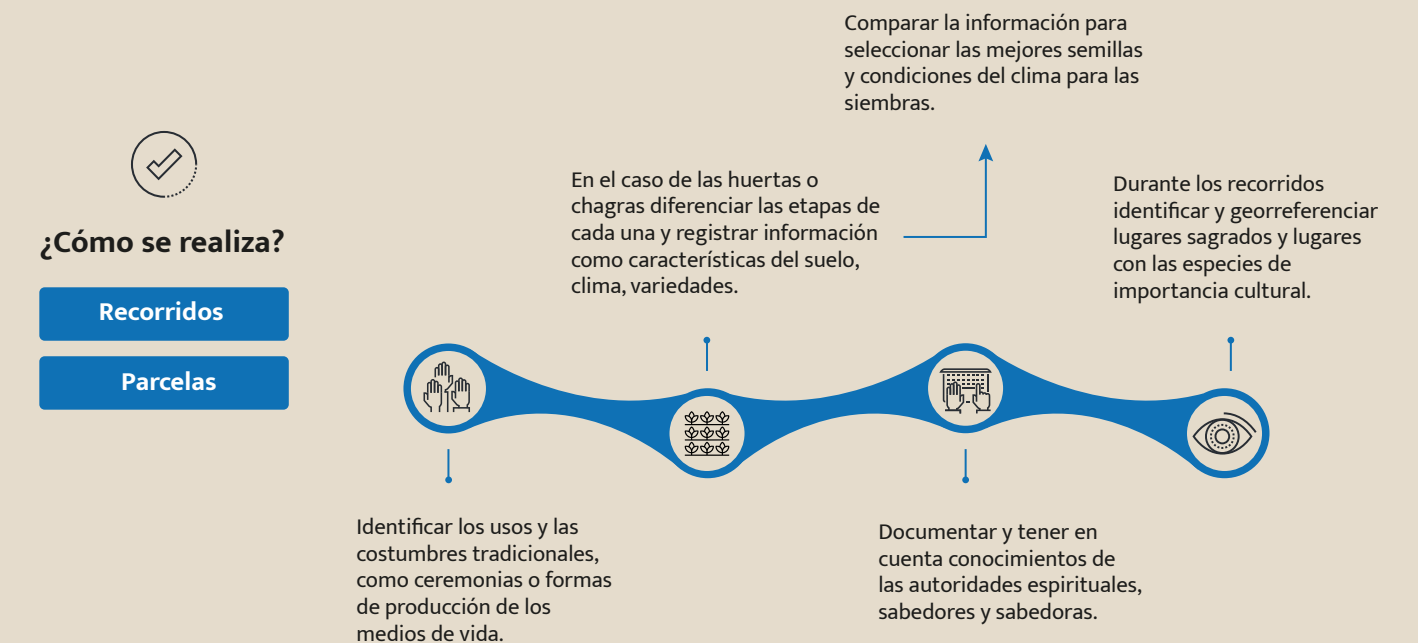 ¿Cómo se realiza?
Recorridos
Parcelas
Identificar los usos y las
costumbres tradicionales,
como ceremonias o formas
de producción de los
medios de vida.
En el caso de las huertas o
chagras diferenciar las etapas de
cada una y registrar información
como características del suelo,
clima, variedades.
Comparar la información para
seleccionar las mejores semillas
y condiciones del clima para las
siembras.
Documentar y tener en
cuenta conocimientos de
las autoridades espirituales,
sabedores y sabedoras.
Durante los recorridos
identificar y georreferenciar
lugares sagrados y lugares
con las especies de
importancia cultural.